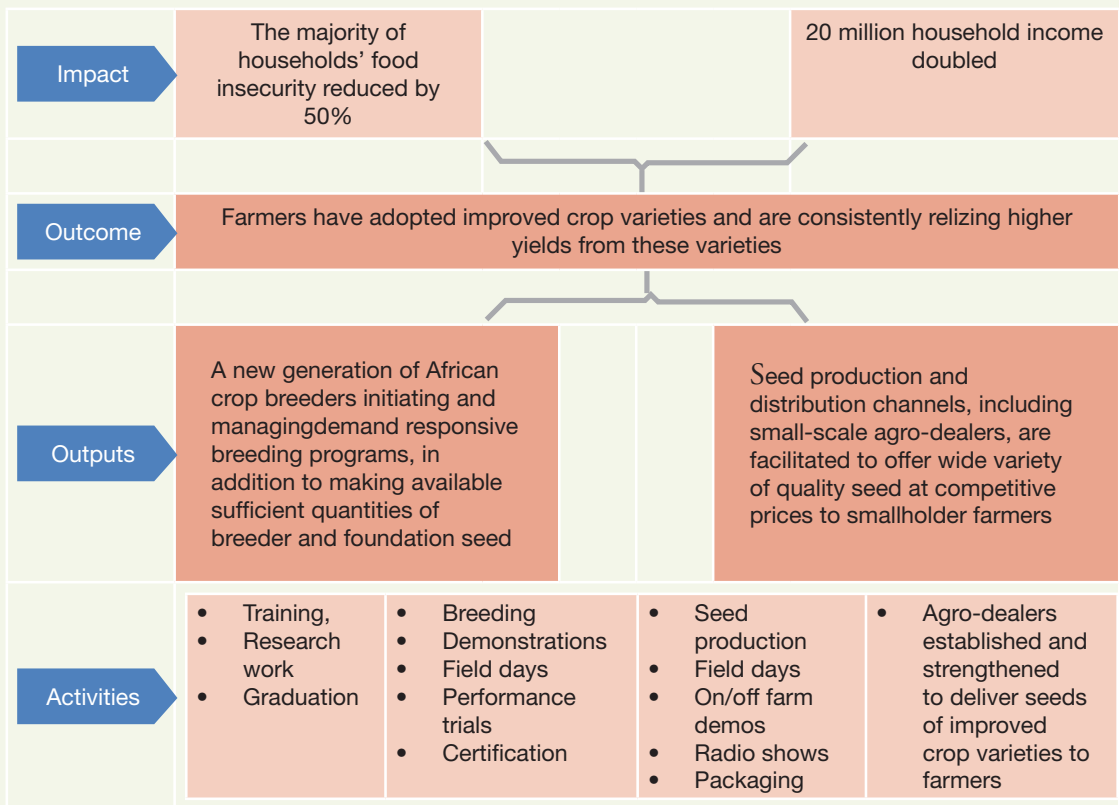 Impact
The majority of
households’ food
insecurity reduced by
50%
20 million household income
doubled
Outcome
Farmers have adopted improved crop varieties and are consistently relizing higher
yields from these varieties
Outputs
A new generation of African
crop breeders initiating and
managingdemand responsive
breeding programs, in
addition to making available
sufficient quantities of
breeder and foundation seed
Seed production and
distribution channels, including
small-scale agro-dealers, are
facilitated to offer wide variety
of quality seed at competitive
prices to smallholder farmers
Activities
• Training,
• Research
work
• Graduation
• Breeding
• Demonstrations
• Field days
• Performance
trials
• Certification
• Seed
production
• Field days
• On/off farm
demos
• Radio shows
• Packaging
• Agro-dealers
established and
strengthened
to deliver seeds
of improved
crop varieties to
farmers